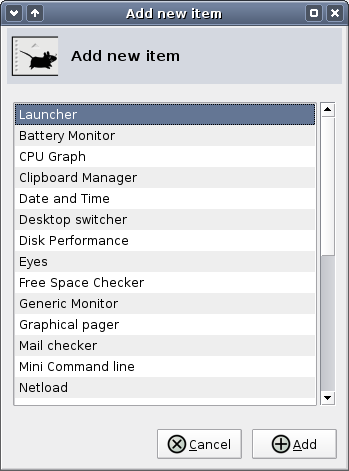 Add new item
Add new item
Launcher
Battery Monitor
CPU Graph
Clipboard Manager
Date and Time
Desktop switcher
Disk Performance
Eyes
Free Space Checker
Generic Monitor
Graphical pager
Mail checker
Mini Command line
Netload
Cancel
Add